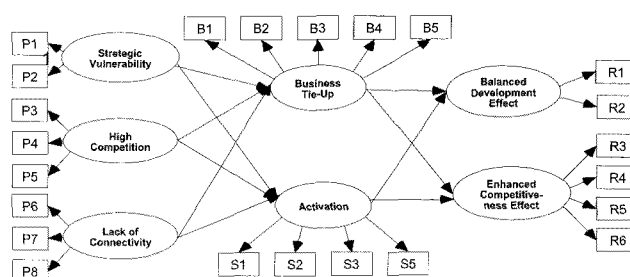 B1 B2 B3 B4 B5
P1
P2
Stretegic
Vulnerability
P3
P4
P5
High
Competition
P6
P7
P8
Lack of
Connectivity
Business
Tie-Up
Activation
S1 S2 S3 S5
Balanced
Development
Effect
R1
R2
Enhanced
Competitive-
ness Effect
R3
R4
R5
R6